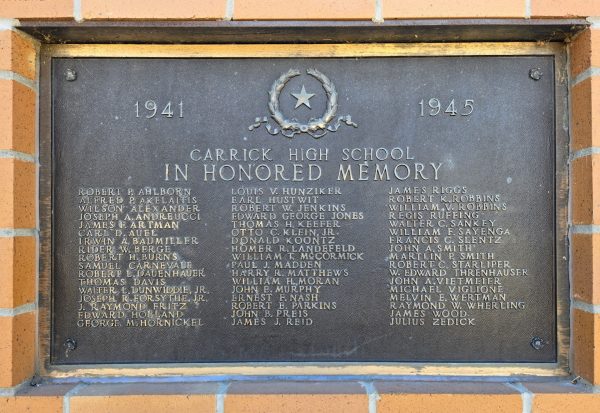 1941 1945
CARRICK HIGH SCHOOL
IN HONORED MEMORY
ROBERT P. AHLBORN
ALFRED P. AKELAITIS
WILSON ALEXANDER
JOSEPH A. ANDREUCCI
JAMES F. ARTMAN
CARL D. AUEL
IRWIN A. BAUMILLER
RIDER W. BERGE
ROBERT H. BURNS
SAMUEL CARNEVALE
ROBERT E. DAUENHAUER
THOMAS DAVIS
WALTER L. DUNWIDDIE, JR.
JOSEPH R. FORSYTHE, JR.
J. RAYMOND FRITZ
EDWARD HOLLAND
GEORGE M. HORNICKEL
LOUIS V. HUNZIKER
EARL HUSTWIT
ROBERT W. JENKINS
EDWARD GEORGE JONES
THOMAS H. KEEFER
OTTO C. KLEIN, JR.
DONALD KOONTZ
HOMER R. LANDEFELD
WILLIAM T. McCORMICK
PAUL J. MADDEN
HARRY R. MATTHEWS
WILLIAM H. MORAN
JOHN E. MURPHY
ERNEST F. NASH
ROBERT E. PARKINS
JOHN B. PREIS
JAMES J. REID
JAMES RIGGS
ROBERT K. ROBBINS
WILLIAM V. ROBBINS
REGIS RUFFING
WALTER C. SANKEY
WILLIAM F.
FRANCIS G. SLENTZ
JOHN A. SMITH
MARTLIN P. SMITH
ROBERT C. STARLIPER
W. EDWARD THRENHAUSER
JOHN A. VIETMEIER
MICHAEL VIGLIONE
MELVIN E. WERTMAN
RAYMOND W. WHERLING
JAMES WOOD
JULIUS ZEDICK